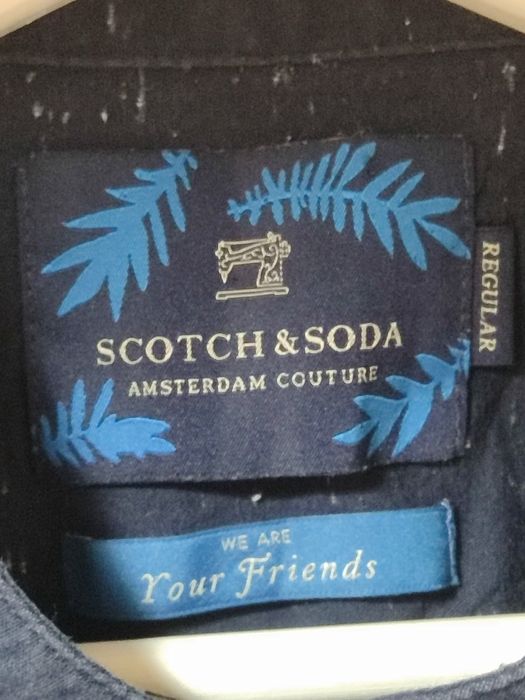 SCOTCH & SODA
AMSTERDAM COUTURE
REGULAR
WE ARE
Your Friends